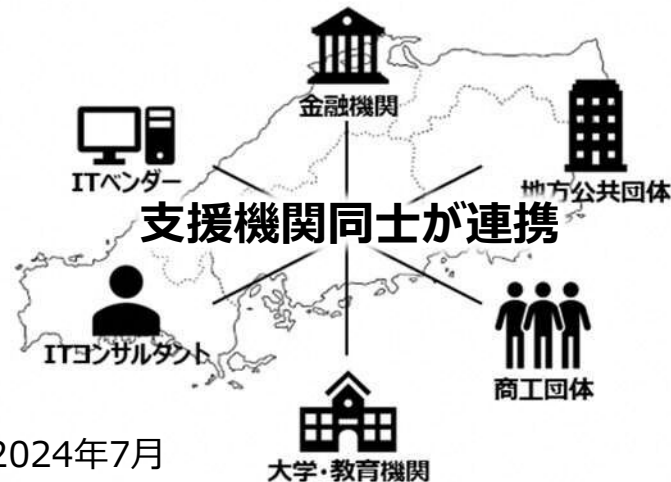 金融機関
ITベンダー
地方公共団体
支援機関同士が連携
ITコンサルタント
商工団体
2024年7月
大学・教育機関